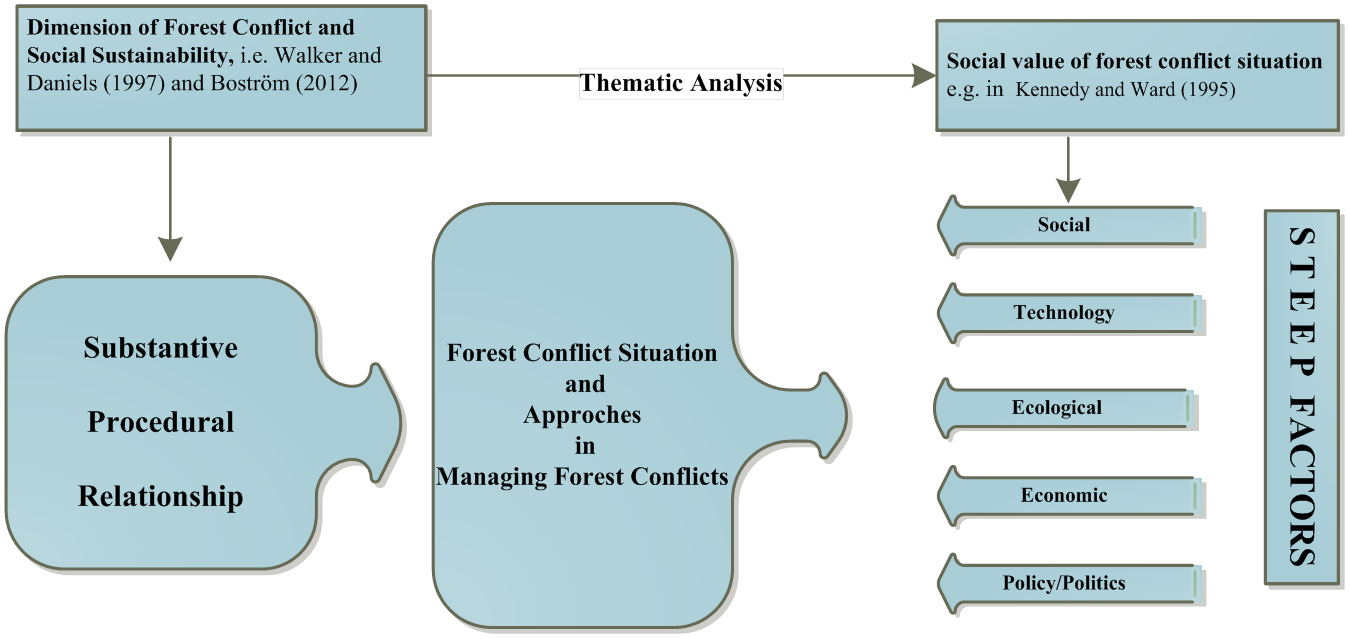 Dimension of Forest Conflict and
Social Sustainability, i.e. Walker and
Daniels (1997) and Boström (2012)
Thematic Analysis
Social value of forest conflict situation
e.g. in Kennedy and Ward (1995)
Substantive
Procedural
Relationship
Forest Conflict Situation
and
Approches
in
Managing Forest Conflicts
Social
Technology
Ecological
Economic
Policy/Politics
STEEP FACTORS